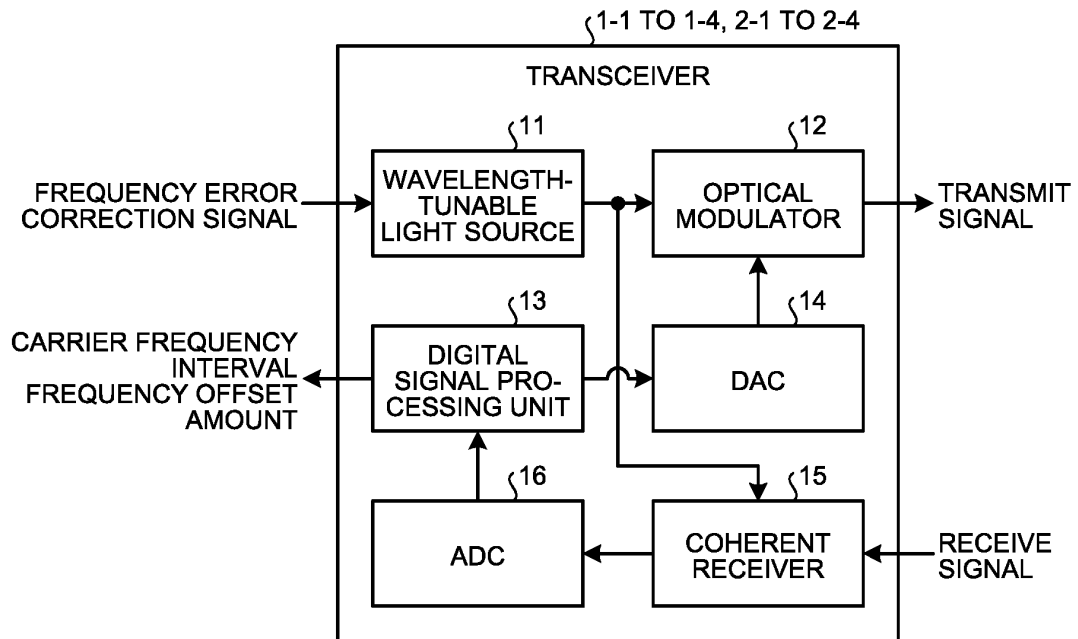 1-1 TO 1-4, 2-1 TO 2-4
TRANSCEIVER
11
12
FREQUENCY ERROR
CORRECTION SIGNAL
WAVELENGTH-
TUNABLE
LIGHT SOURCE
OPTICAL
MODULATOR
TRANSMIT
SIGNAL
13
14
CARRIER FREQUENCY
INTERVAL
FREQUENCY OFFSET
AMOUNT
DIGITAL
SIGNAL PRO-
CESSING UNIT
DAC
16
15
ADC
COHERENT
RECEIVER
RECEIVE
SIGNAL